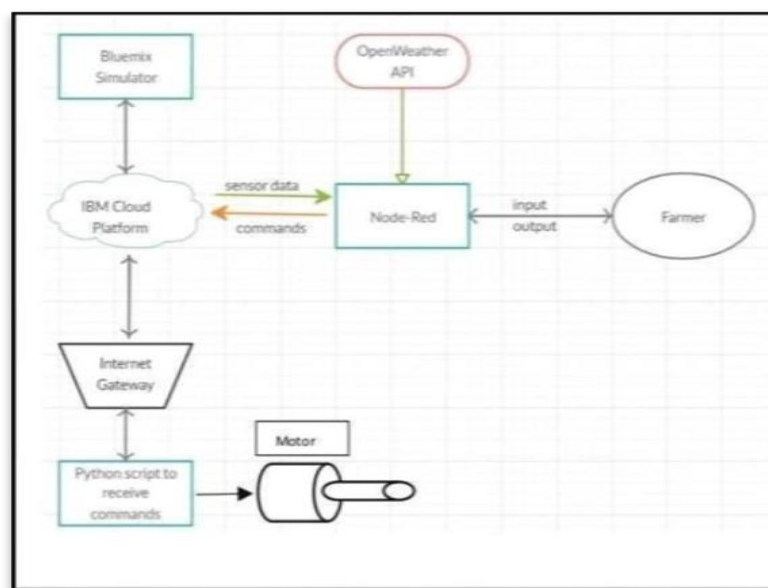 Bluemix
Simulator
OpenWeather
API
IBM Cloud
Platform
sensor data
commands
Node-Red
input
output
Farmer
Internet
Gateway
Motor
Python script to
receive
commands